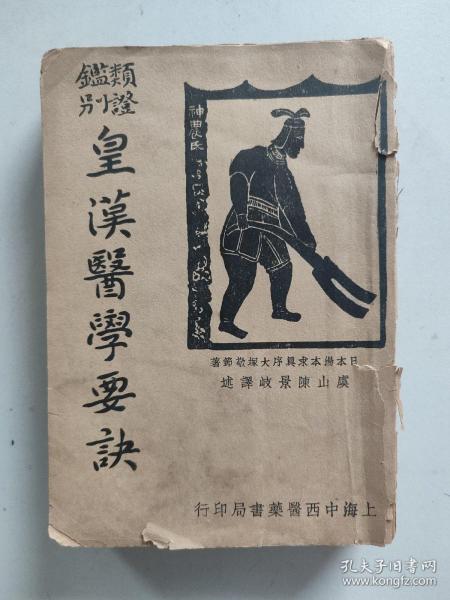 類證
鑑別
皇漢醫學要訣
神農氏
日本湯本求眞序大塚敬節著
虞山陳景岐譯述
上海中西醫藥書局印行
孔夫子旧书网
www.kongfz.com